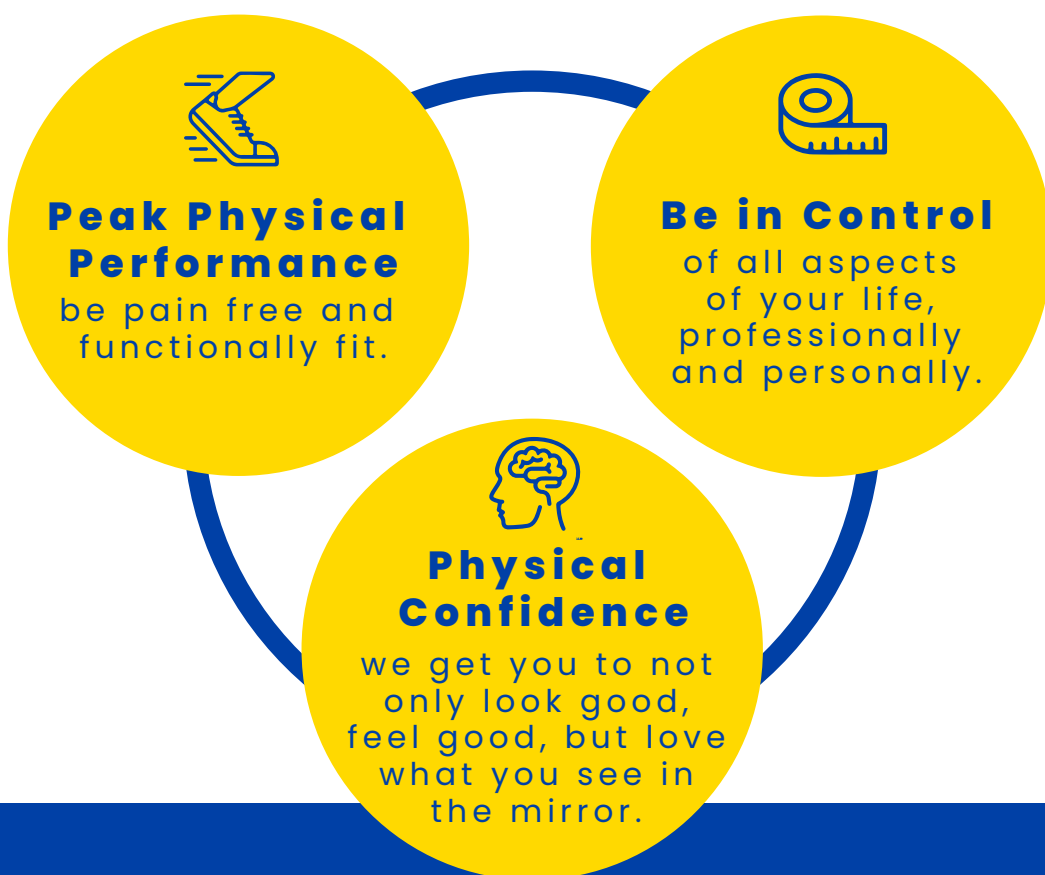 Peak Physical
Performance
be pain free and
functionally fit.
Be in Control
of all aspects
of your life,
professionally
and personally.
Physical
Confidence
we get you to not
only look good,
feel good, but love
what you see in
the mirror.